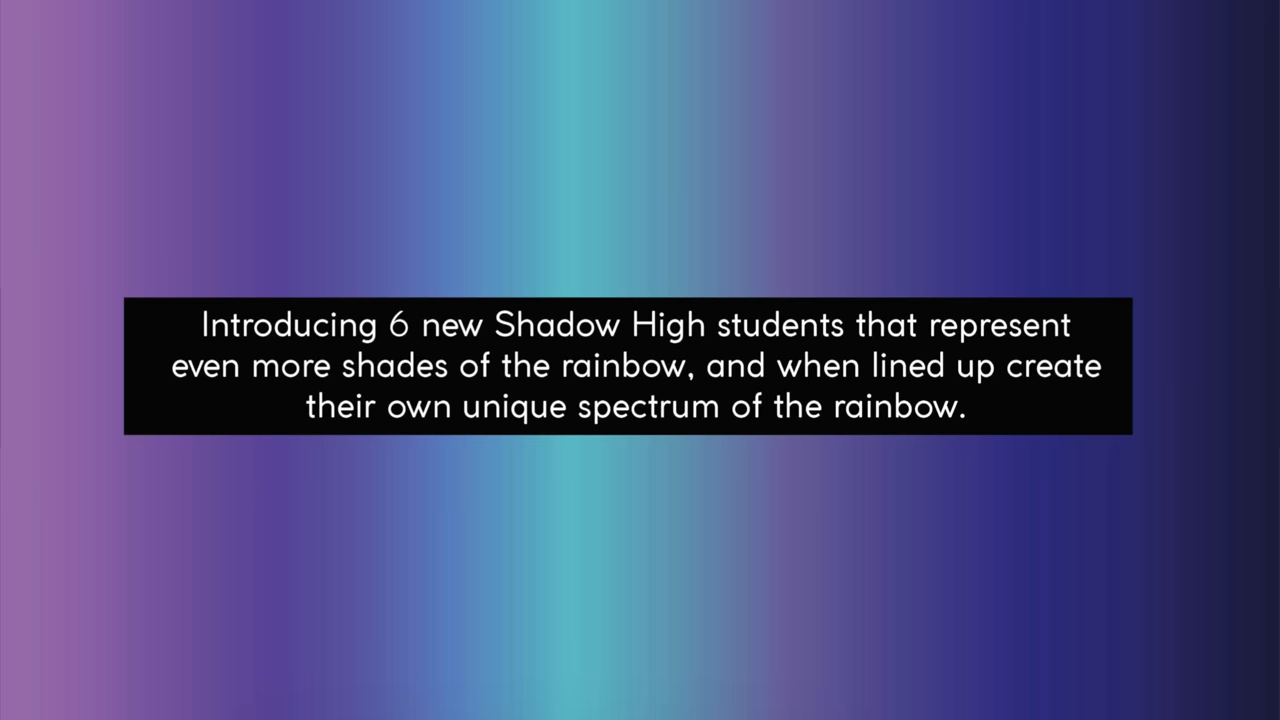 Introducing 6 new Shadow High students that represent
even more shades of the rainbow, and when lined up create
their own unique spectrum of the rainbow.